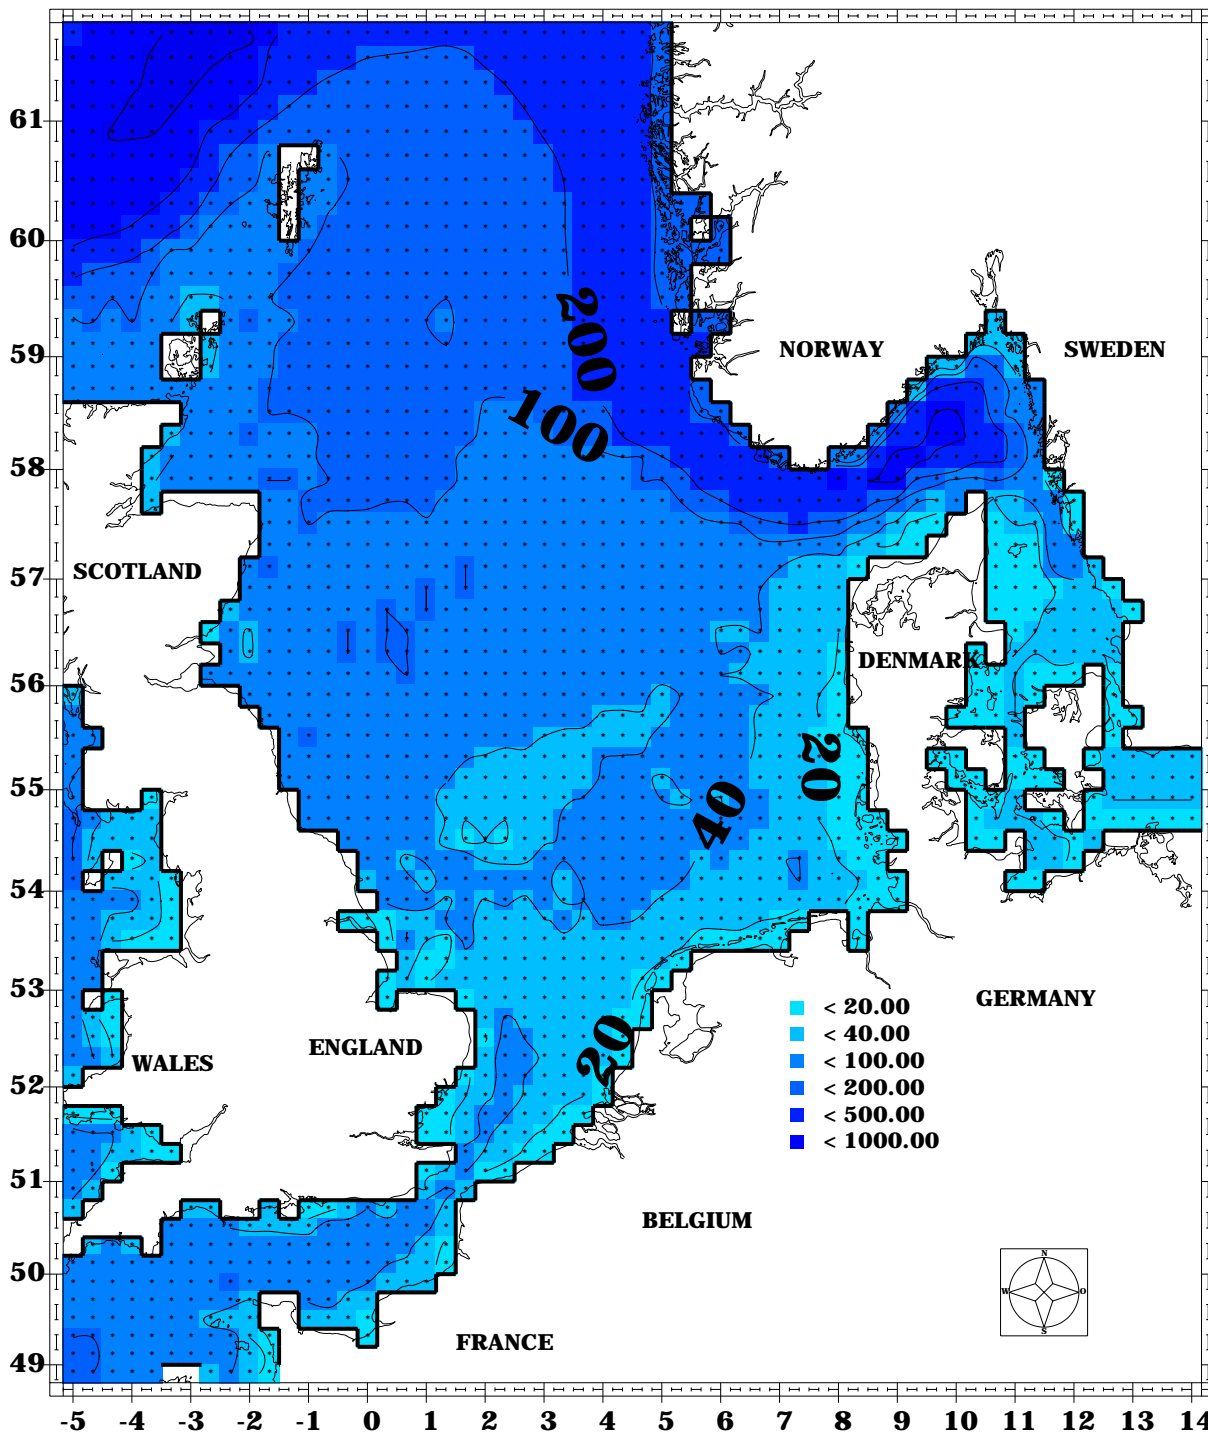 61
60
59
58
57
56
55
54
53
52
51
50
49
200
100
NORWAY
SWEDEN
SCOTLAND
DENMARK
20
40
20
WALES
ENGLAND
GERMANY
BELGIUM
FRANCE
< 20.00
< 40.00
< 100.00
< 200.00
< 500.00
< 1000.00
N
W O
S
-5 -4 -3 -2 -1 0 1 2 3 4 5 6 7 8 9 10 11 12 13 14